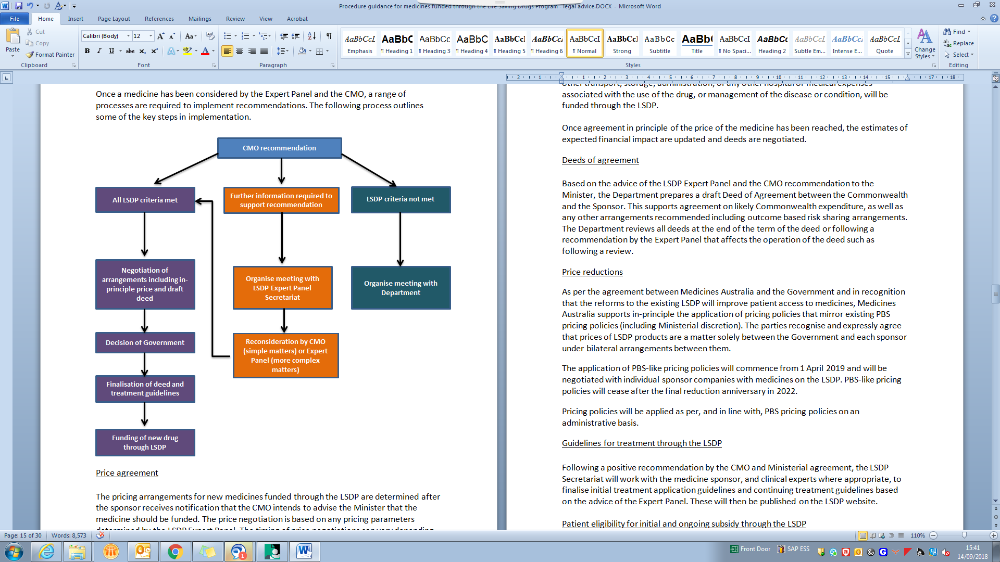 Procedure guidance for medicines funded through the Life Saving Drugs Program - legal advice.DOCX - Microsoft Word
File
Home
Insert
Page Layout
References
Mailings
Review
View
Acrobat
Paste
Cut
Copy
Format Painter
Clipboard
Calibri (Body)
12
Font
Paragraph
AaBbCcI
Emphasis
AaBbC
¶ Heading 1
AaBbCc
¶ Heading 3
AaBbCc
¶ Heading 4
AaBbCcI
¶ Heading 5
AaBbCcI
¶ Heading 6
AaBbCcI
¶ Normal
AaBbCcI
Strong
AaBbCc
Subtitle
AaBbC
Title
AaBbCcI
¶ No Spaci...
AaBbCc
Heading 2
AaBbCcI
Subtle Em...
AaBbCcI
Intense E...
AaBbCcI
Quote
Change
Styles
Styles
Find
Replace
Select
Editing
Once a medicine has been considered by the Expert Panel and the CMO, a range of
processes are required to implement recommendations. The following process outlines
some of the key steps in implementation.
CMO recommendation
All LSDP criteria met
Further information required to
support recommendation
LSDP criteria not met
Negotiation of
arrangements including in-
principle price and draft
deed
Organise meeting with
LSDP Expert Panel
Secretariat
Organise meeting with
Department
Decision of Government
Reconsideration by CMO
(simple matters) or Expert
Panel (more complex
matters)
Finalisation of deed and
treatment guidelines
Funding of new drug
through LSDP
Price agreement
The pricing arrangements for new medicines funded through the LSDP are determined after
the sponsor receives notification that the CMO intends to advise the Minister that the
medicine should be funded. The price negotiation is based on any pricing parameters
determined by the LSDP Expert Panel. The timing of price negotiations can vary depending
other transport, storage, administration, or any other hospital or medical expenses
associated with the use of the drug, or management of the disease or condition, will be
funded through the LSDP.
Once agreement in principle of the price of the medicine has been reached, the estimates of
expected financial impact are updated and deeds are negotiated.
Deeds of agreement
Based on the advice of the LSDP Expert Panel and the CMO recommendation to the
Minister, the Department prepares a draft Deed of Agreement between the Commonwealth
and the Sponsor. This supports agreement on likely Commonwealth expenditure, as well as
any other arrangements recommended including outcome based risk sharing arrangements.
The Department reviews all deeds at the end of the term of the deed or following a
recommendation by the Expert Panel that affects the operation of the deed such as
following a review.
Price reductions
As per the agreement between Medicines Australia and the Government and in recognition
that the reforms to the existing LSDP will improve patient access to medicines, Medicines
Australia supports in-principle the application of pricing policies that mirror existing PBS
pricing policies (including Ministerial discretion). The parties recognise and expressly agree
that prices of LSDP products are a matter solely between the Government and each sponsor
under bilateral arrangements between them.
The application of PBS-like pricing policies will commence from 1 April 2019 and will be
negotiated with individual sponsor companies with medicines on the LSDP. PBS-like pricing
policies will cease after the final reduction anniversary in 2022.
Pricing policies will be applied as per, and in line with, PBS pricing policies on an
administrative basis.
Guidelines for treatment through the LSDP
Following a positive recommendation by the CMO and Ministerial agreement, the LSDP
Secretariat will work with the medicine sponsor, and clinical experts where appropriate, to
finalise initial treatment application guidelines and continuing treatment guidelines based
on the advice of the Expert Panel. These will then be published on the LSDP website.
Patient eligibility for initial and ongoing subsidy through the LSDP
Page: 15 of 30
Words: 8,573
110%
Front Door
SAP ESS
15:41
14/09/2018